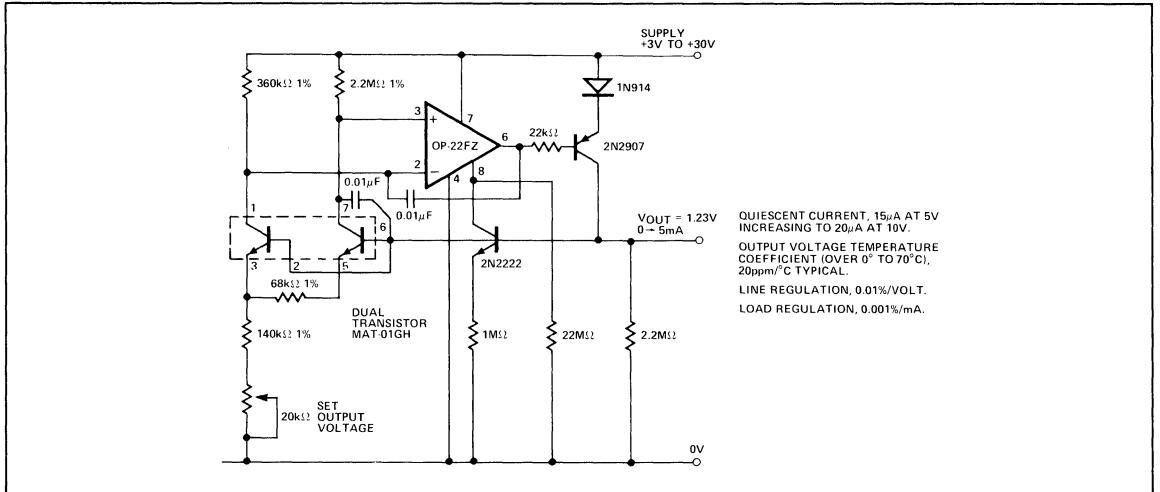 SUPPLY
+3V TO +30V
360kΩ 1%
2.2MΩ 1%
1N914
3
+
7
OP-22FZ
6
22kΩ
2N2907
2
–
8
4
0.01μF
0.01μF
1
7
6
VOUT = 1.23V
0→5mA
2N2222
2
3
5
68kΩ 1%
DUAL
TRANSISTOR
MAT-01GH
140kΩ 1%
1MΩ
22MΩ
2.2MΩ
20kΩ
SET
OUTPUT
VOLTAGE
0V
QUIESCENT CURRENT, 15μA AT 5V
INCREASING TO 20μA AT 10V.
OUTPUT VOLTAGE TEMPERATURE
COEFFICIENT (OVER 0° TO 70°C),
20ppm/°C TYPICAL.
LINE REGULATION, 0.01%/VOLT.
LOAD REGULATION, 0.001%/mA.